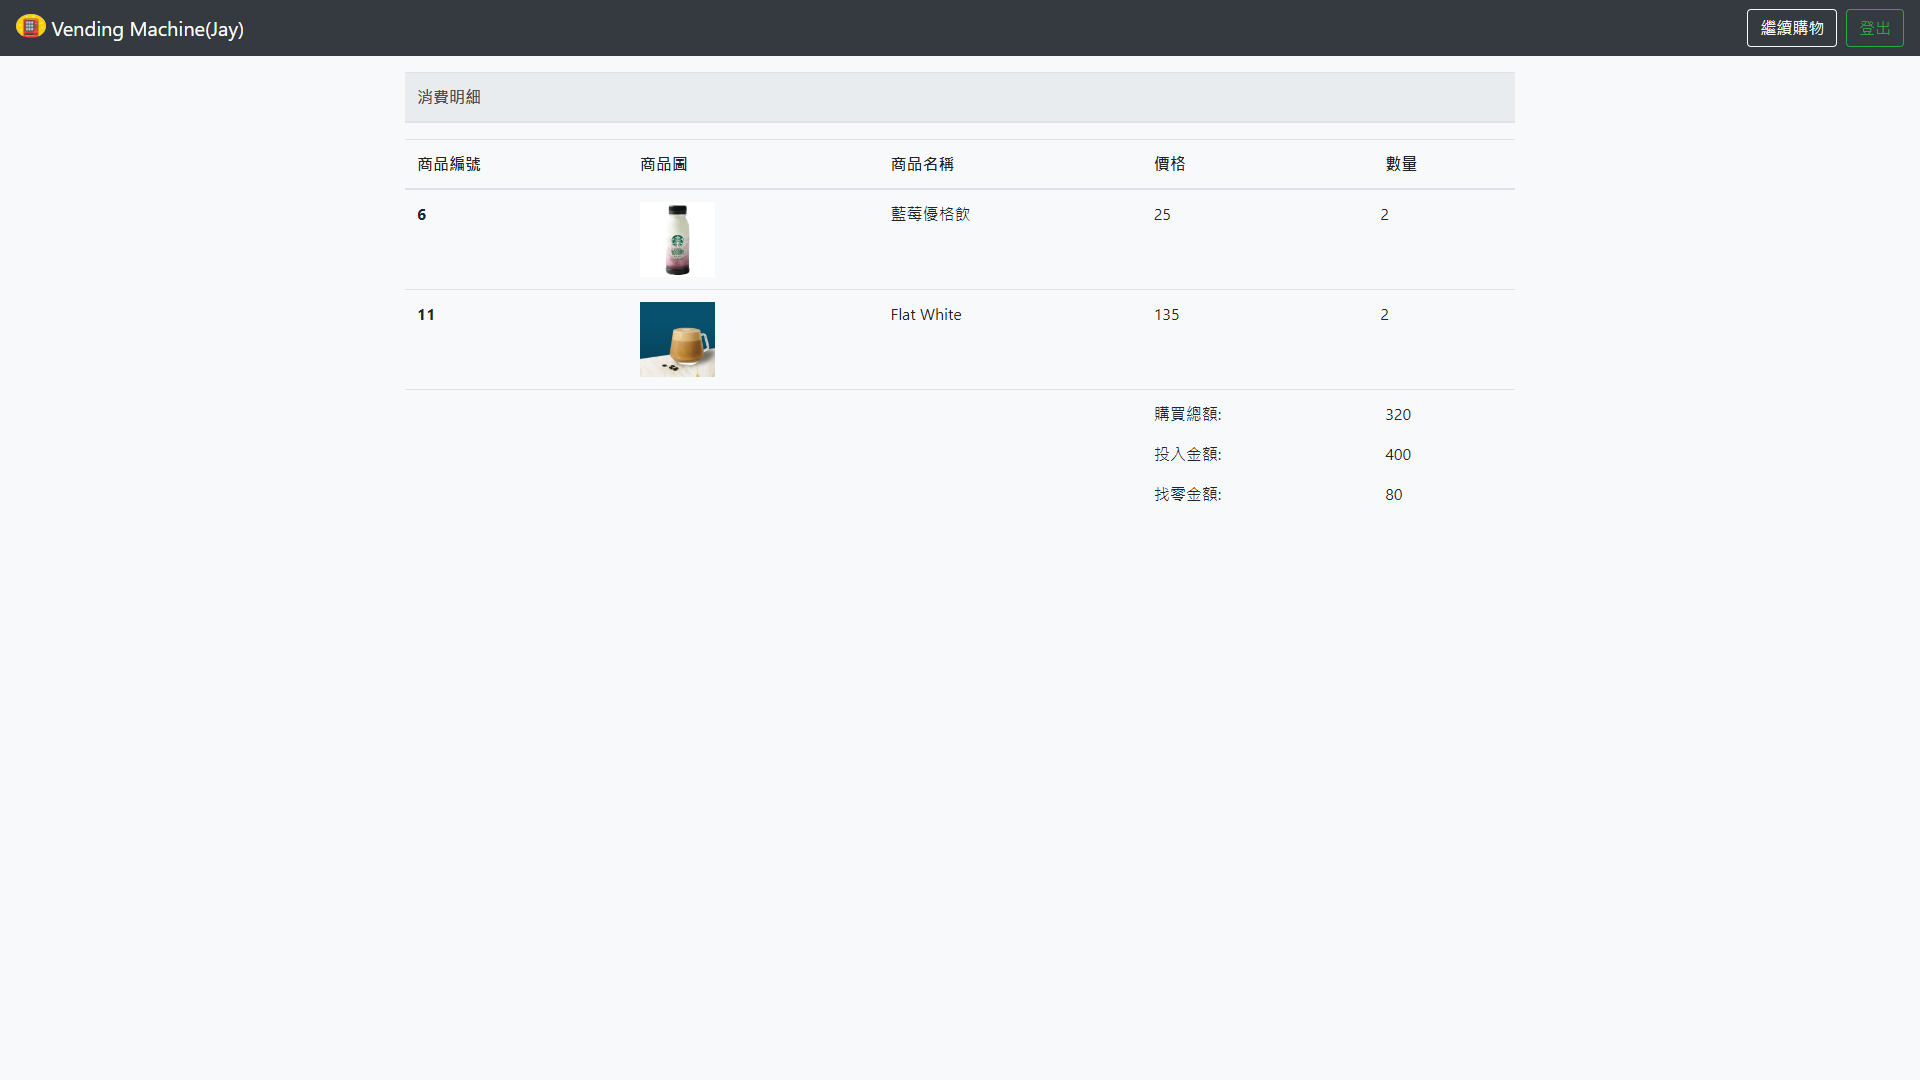 Vending Machine(Jay) 繼續購物 登出
消費明細
商品編號 商品圖 商品名稱 價格 數量
6 藍莓優格飲 25 2
11 Flat White 135 2
購買總額: 320
投入金額: 400
找零金額: 80